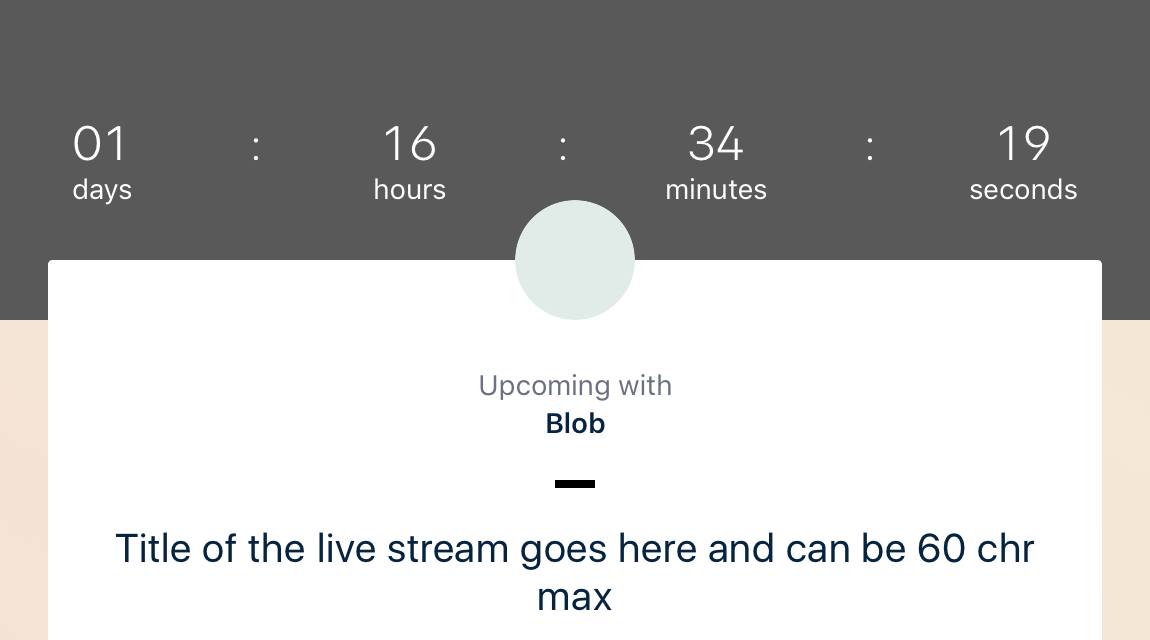 01 : 16 : 34 : 19
days hours minutes seconds
Upcoming with
Blob
Title of the live stream goes here and can be 60 chr
max